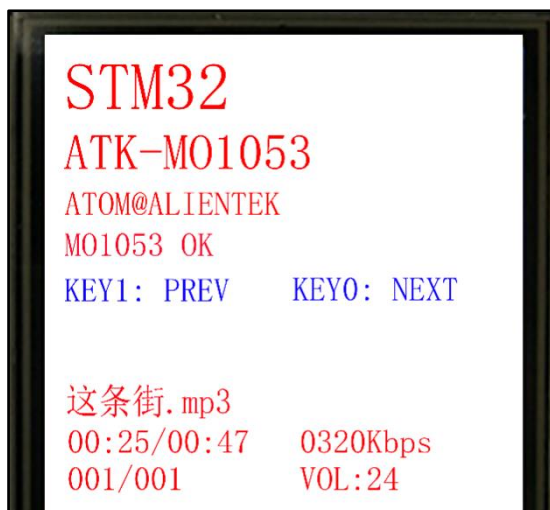 STM32
ATK-MO1053
ATOM@ALIENTEK
MO1053 OK
KEY1: PREV KEY0: NEXT
这条街.mp3
00:25/00:47 0320Kbps
001/001 VOL:24